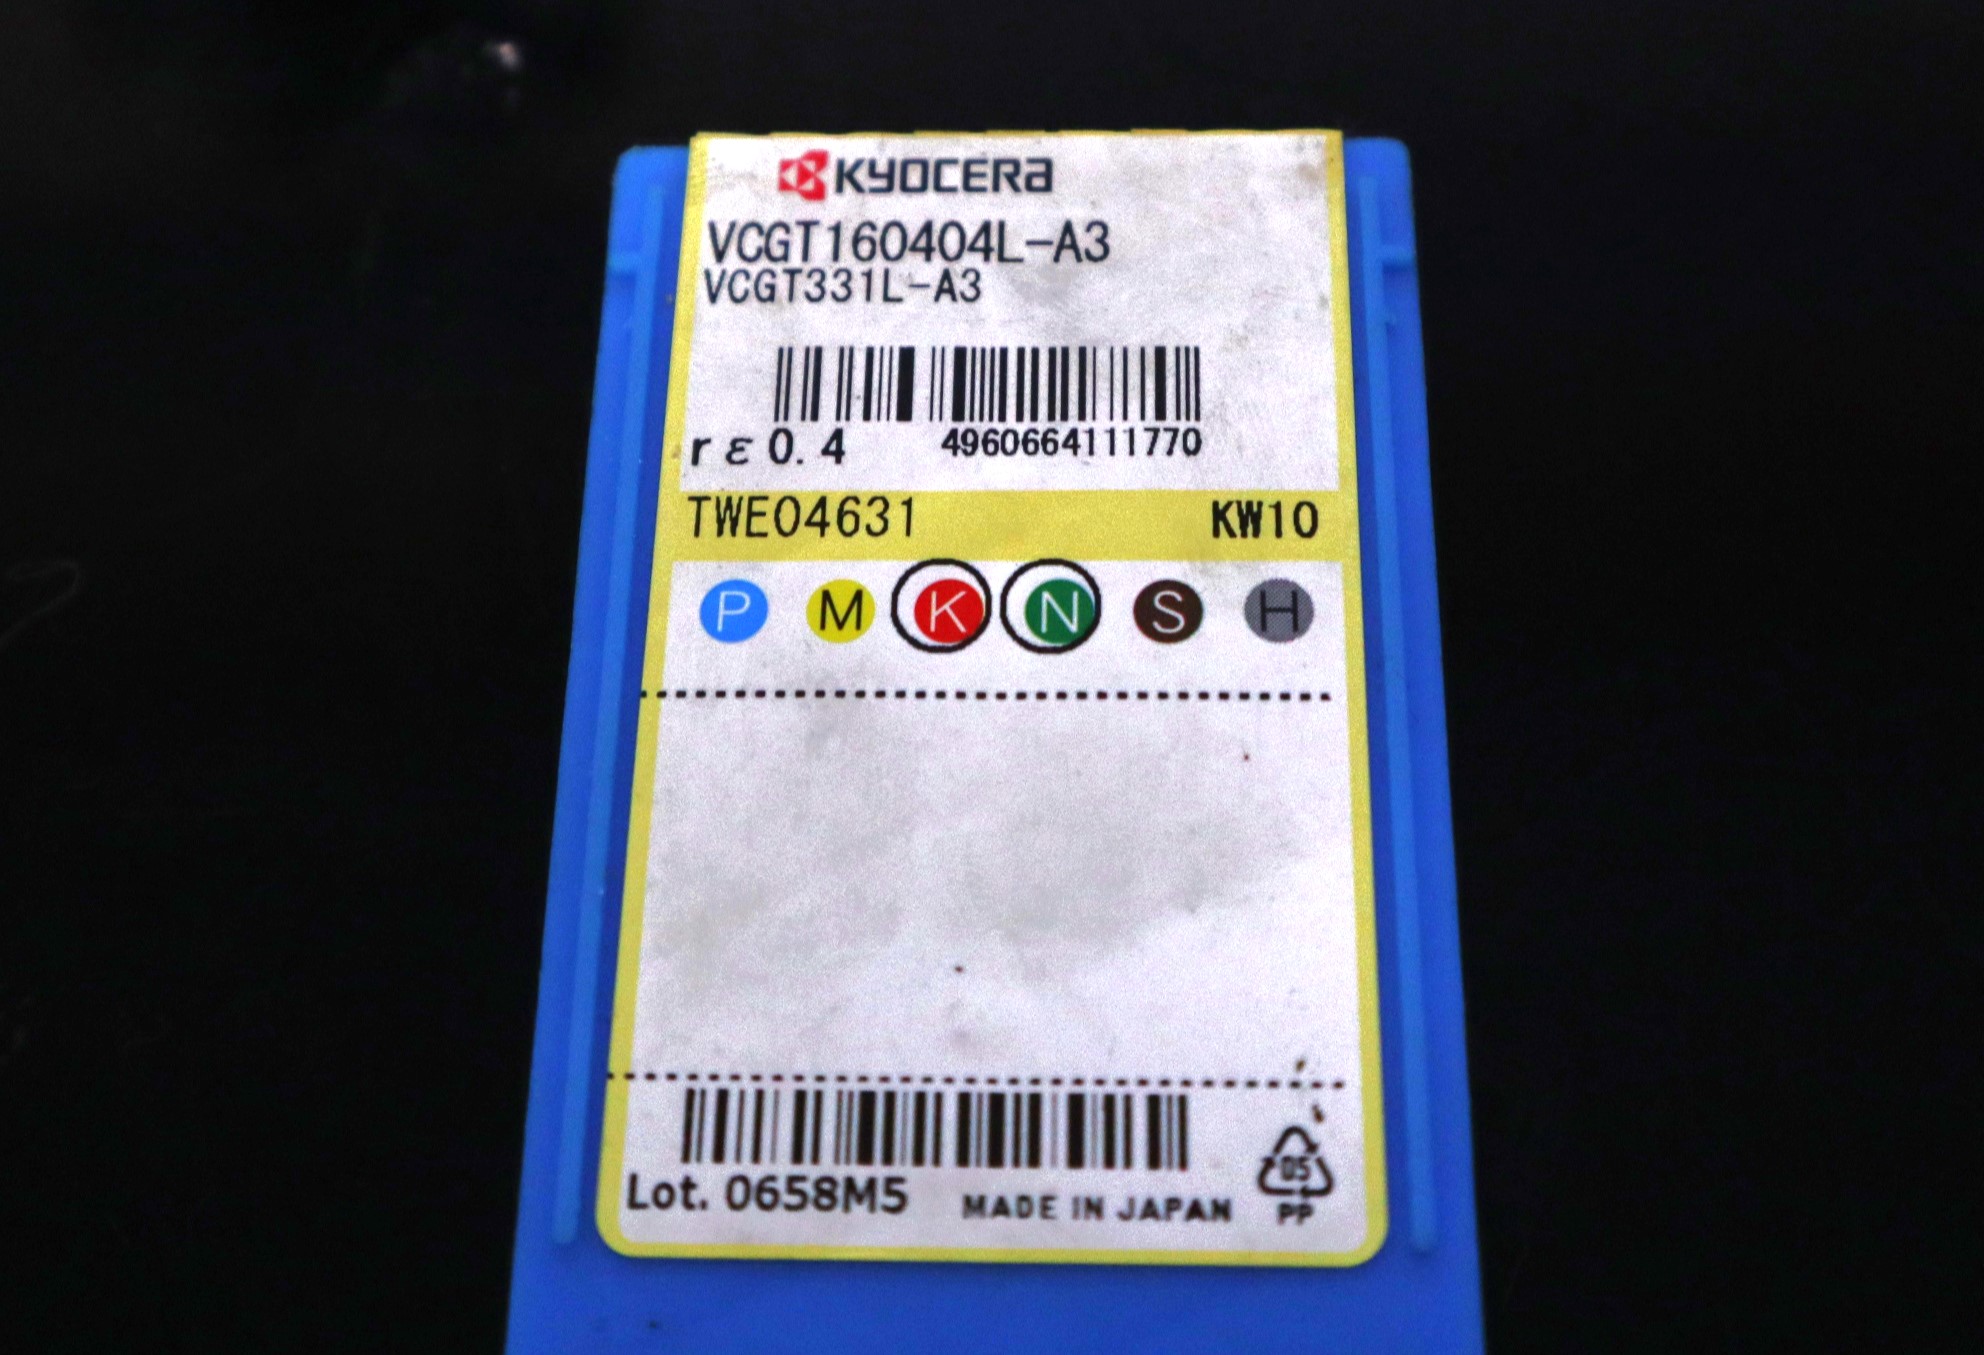 KYOCERA
VCGT160404L-A3
VCGT331L-A3
rε0.4 4960664111770
TWE04631 KW10
P M K N S H
Lot. 0658M5 MADE IN JAPAN
05
PP